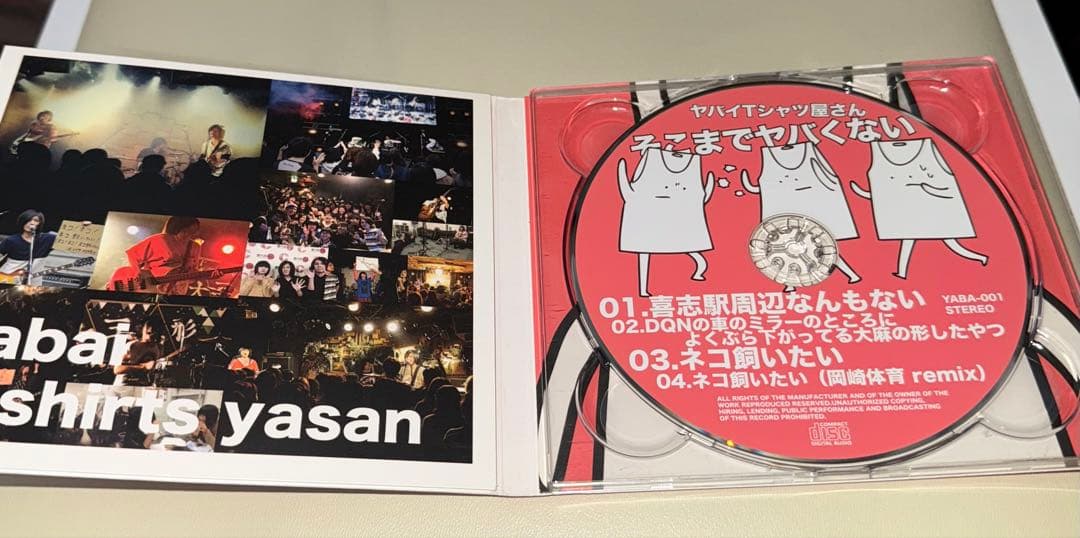 abai
shirts yasan
ヤバイTシャツ屋さん
そこまでヤバくない
01.喜志駅周辺なんもない
02.DQNの車のミラーのところに
よくぶら下がってる大麻の形したやつ
03.ネコ飼いたい
04.ネコ飼いたい（岡崎体育 remix）
YABA-001
STEREO
ALL RIGHTS OF THE MANUFACTURER AND OF THE OWNER OF THE
WORK REPRODUCED RESERVED.UNAUTHORIZED COPYING,
HIRING, LENDING, PUBLIC PERFORMANCE AND BROADCASTING
OF THIS RECORD PROHIBITED.
COMPACT
disc
DIGITAL AUDIO